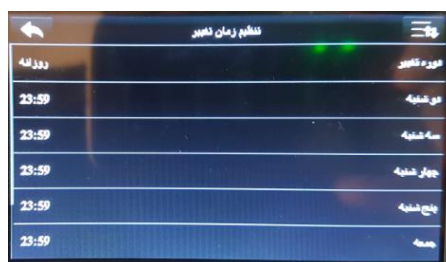 تنظیم زمان تغییر
دوره تغییر روزانه
دو شنبه 23:59
سه شنبه 23:59
چهار شنبه 23:59
پنج شنبه 23:59
جمعه 23:59